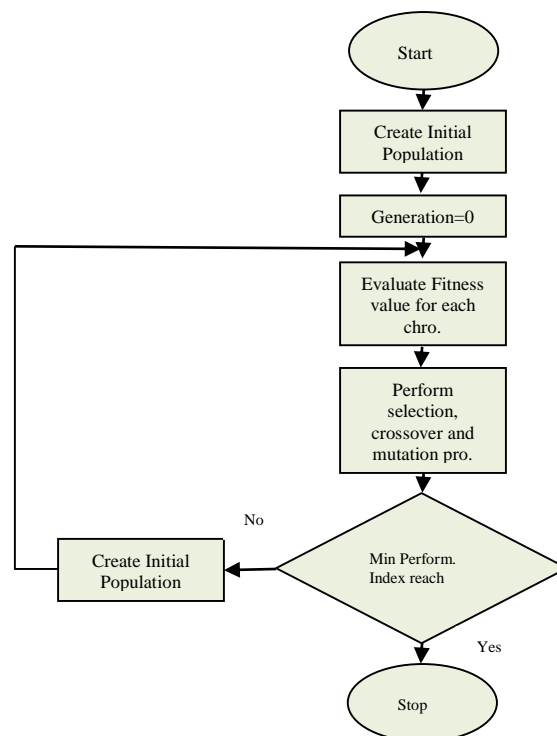 Start
Create Initial
Population
Generation=0
Evaluate Fitness
value for each
chro.
Perform
selection,
crossover and
mutation pro.
No
Min Perform.
Index reach
Create Initial
Population
Yes
Stop